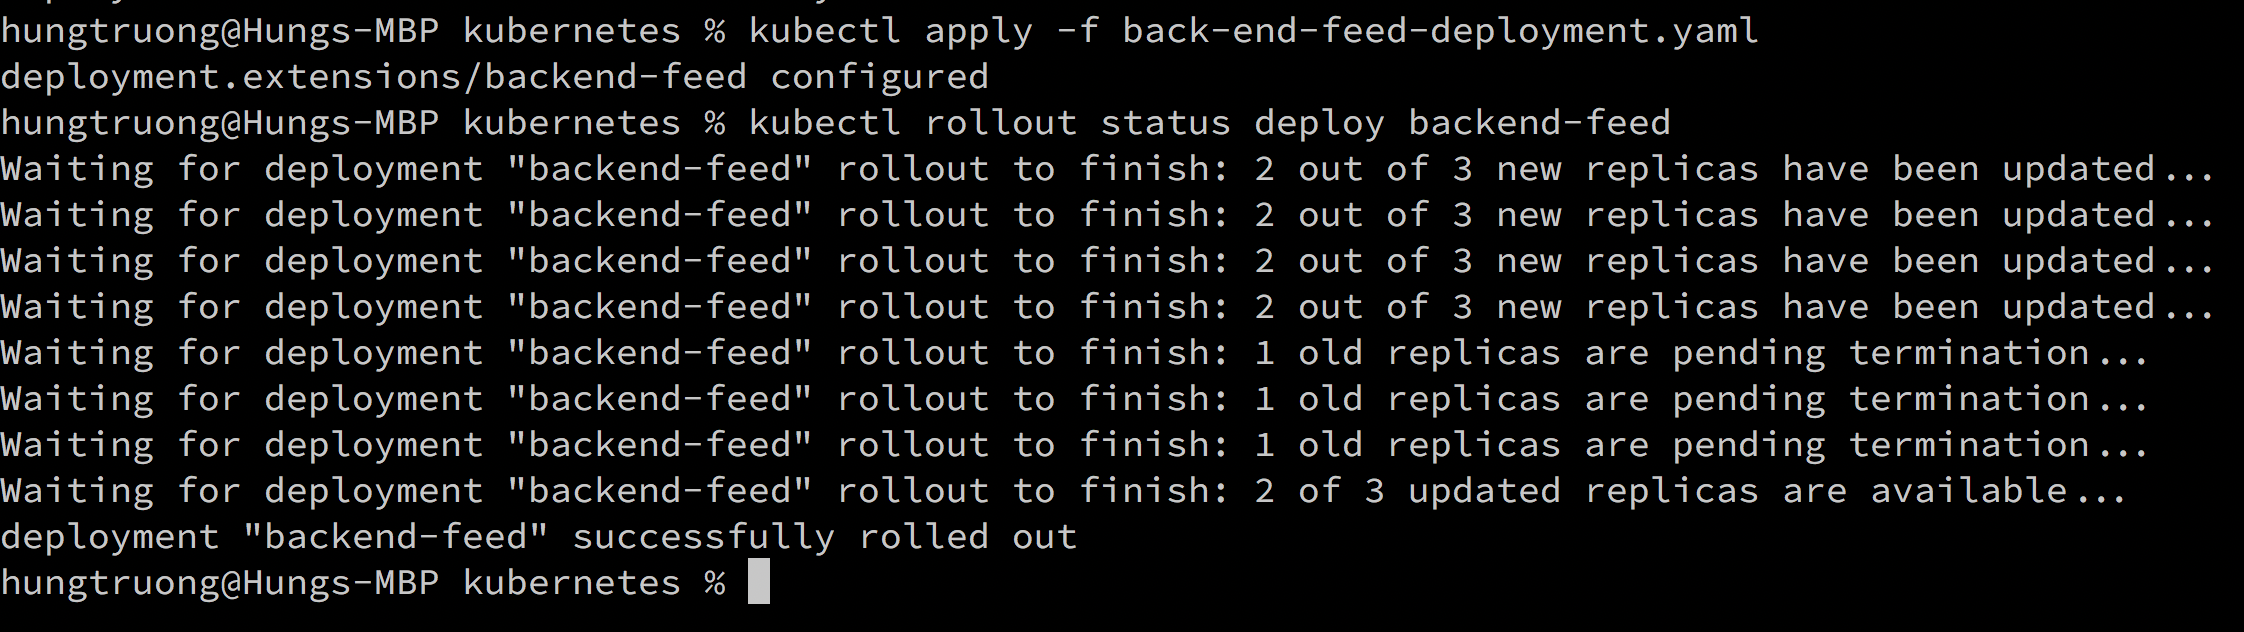 hungtruong@Hungs-MBP kubernetes % kubectl apply -f back-end-feed-deployment.yaml
deployment.extensions/backend-feed configured
hungtruong@Hungs-MBP kubernetes % kubectl rollout status deploy backend-feed
Waiting for deployment "backend-feed" rollout to finish: 2 out of 3 new replicas have been updated...
Waiting for deployment "backend-feed" rollout to finish: 2 out of 3 new replicas have been updated...
Waiting for deployment "backend-feed" rollout to finish: 2 out of 3 new replicas have been updated...
Waiting for deployment "backend-feed" rollout to finish: 2 out of 3 new replicas have been updated...
Waiting for deployment "backend-feed" rollout to finish: 1 old replicas are pending termination...
Waiting for deployment "backend-feed" rollout to finish: 1 old replicas are pending termination...
Waiting for deployment "backend-feed" rollout to finish: 1 old replicas are pending termination...
Waiting for deployment "backend-feed" rollout to finish: 2 of 3 updated replicas are available...
deployment "backend-feed" successfully rolled out
hungtruong@Hungs-MBP kubernetes %